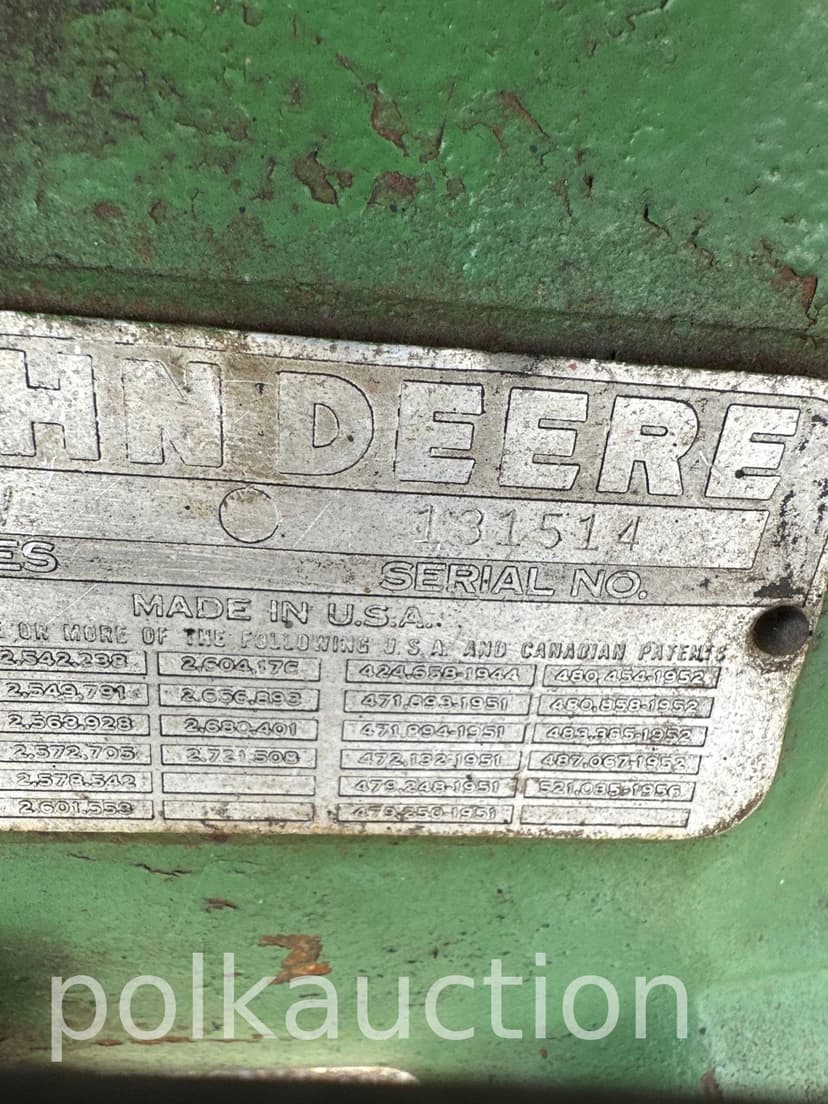 HN DEERE
131514
ES
SERIAL NO.
MADE IN U.S.A.
OR MORE OF THE FOLLOWING U.S.A. AND CANADIAN PATENTS
2,542,238 2,604,176 424,658-1944 480,454-1952
2,549,791 2,656,893 471,893-1951 480,858-1952
2,563,928 2,680,401 471,894-1951 483,385-1952
2,572,705 2,721,508 472,132-1951 487,067-1952
2,578,542 479,248-1951 521,035-1956
2,601,559 479,250-1951
polkauction